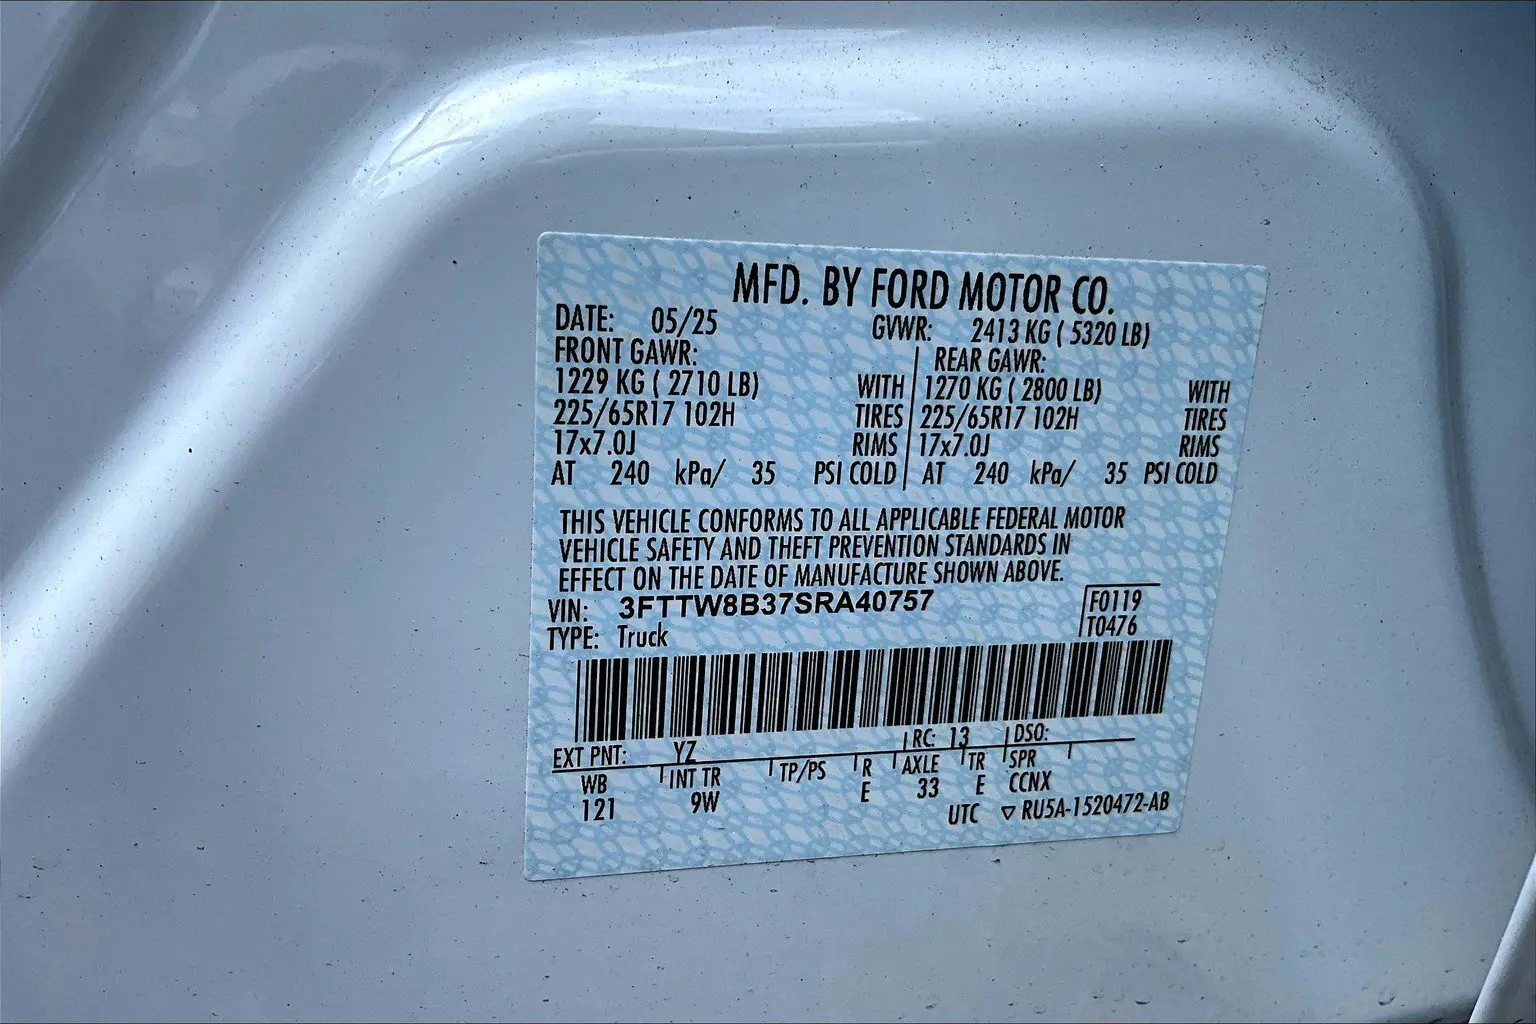 MFD. BY FORD MOTOR CO.
DATE: 05/25 GVWR: 2413 KG ( 5320 LB)
FRONT GAWR: REAR GAWR:
1229 KG ( 2710 LB) WITH 1270 KG ( 2800 LB) WITH
225/65R17 102H TIRES 225/65R17 102H TIRES
17x7.0J RIMS 17x7.0J RIMS
AT 240 kPa/ 35 PSI COLD AT 240 kPa/ 35 PSI COLD
THIS VEHICLE CONFORMS TO ALL APPLICABLE FEDERAL MOTOR
VEHICLE SAFETY AND THEFT PREVENTION STANDARDS IN
EFFECT ON THE DATE OF MANUFACTURE SHOWN ABOVE.
VIN: 3FTTW8B37SRA40757 F0119
TYPE: Truck T0476
EXT PNT: YZ RC: 13 DSO:
WB INT TR TP/PS R AXLE TR SPR
121 9W E 33 E CCNX
UTC ▽ RU5A-1520472-AB